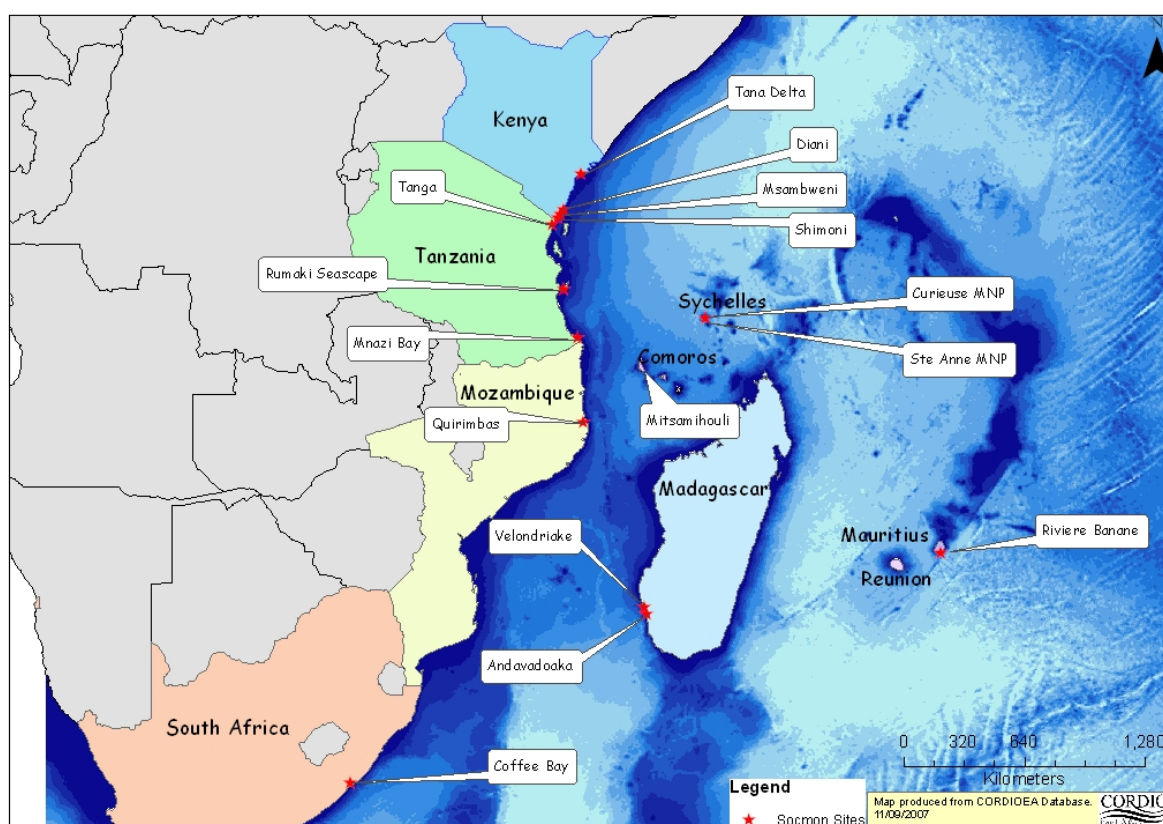 Tana Delta
Kenya
Diani
Msambweni
Tanga
Shimoni
Tanzania
Rumaki Seascape
Sychelles
Curieuse MNP
Mnazi Bay
Ste Anne MNP
Comoros
Mozambique
Quirimbas
Mitsamihouli
Madagascar
Velondriake
Mauritius
Riviere Banane
Reunion
Andavadoaka
South Africa
Coffee Bay
0 320 640 1,280
Kilometers
Legend
Socmon Sites
Map produced from CORDIOEA Database.
11/09/2007
CORDIO